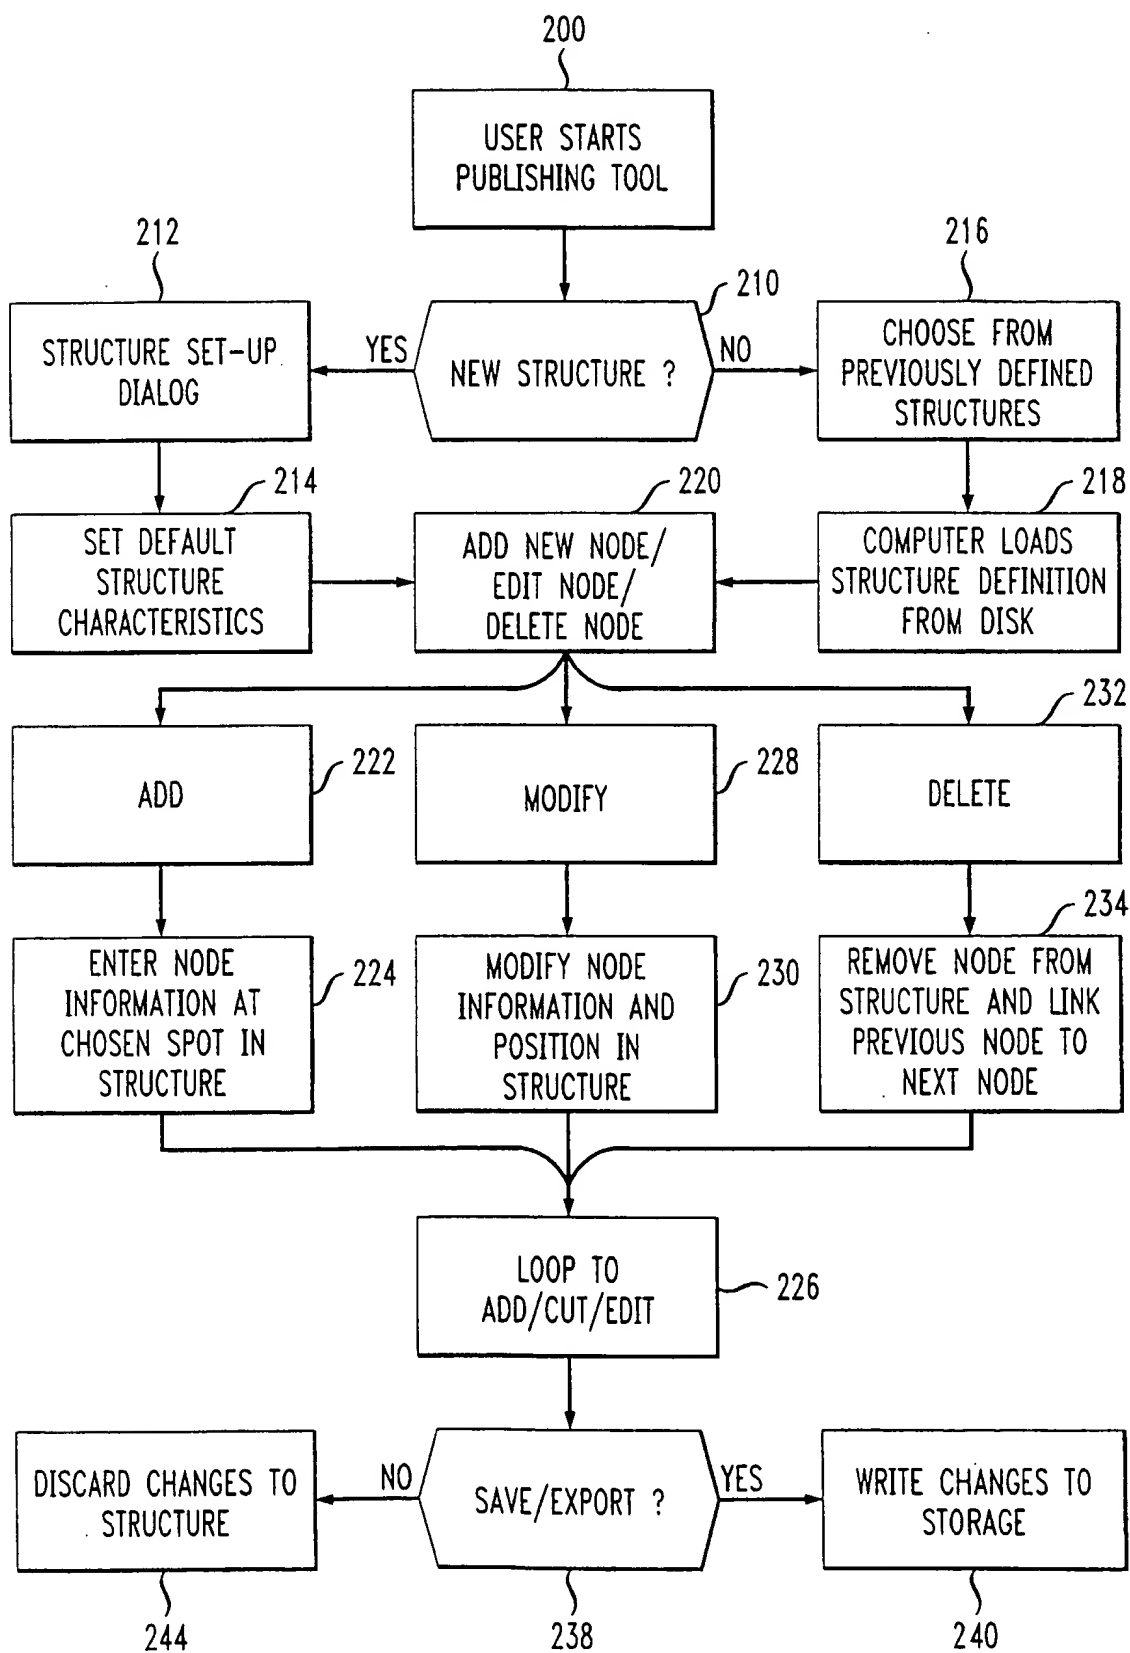 200
USER STARTS
PUBLISHING TOOL
212
216
210
STRUCTURE SET-UP
DIALOG
YES
NEW STRUCTURE ?
NO
CHOOSE FROM
PREVIOUSLY DEFINED
STRUCTURES
214
220
218
SET DEFAULT
STRUCTURE
CHARACTERISTICS
ADD NEW NODE/
EDIT NODE/
DELETE NODE
COMPUTER LOADS
STRUCTURE DEFINITION
FROM DISK
232
ADD
222
MODIFY
228
DELETE
234
ENTER NODE
INFORMATION AT
CHOSEN SPOT IN
STRUCTURE
224
MODIFY NODE
INFORMATION AND
POSITION IN
STRUCTURE
230
REMOVE NODE FROM
STRUCTURE AND LINK
PREVIOUS NODE TO
NEXT NODE
LOOP TO
ADD/CUT/EDIT
226
DISCARD CHANGES TO
STRUCTURE
NO
SAVE/EXPORT ?
YES
WRITE CHANGES TO
STORAGE
244
238
240